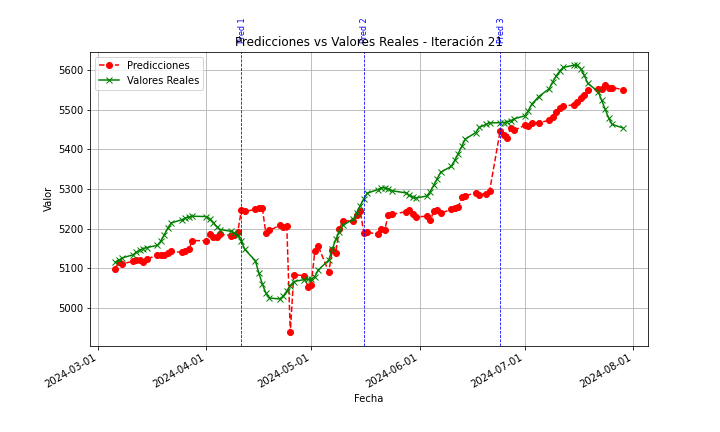 Pred 1
Pred 2
Pred 3
Predicciones vs Valores Reales - Iteración 21
Predicciones
Valores Reales
Valor
5600
5500
5400
5300
5200
5100
5000
2024-03-01
2024-04-01
2024-05-01
2024-06-01
2024-07-01
2024-08-01
Fecha